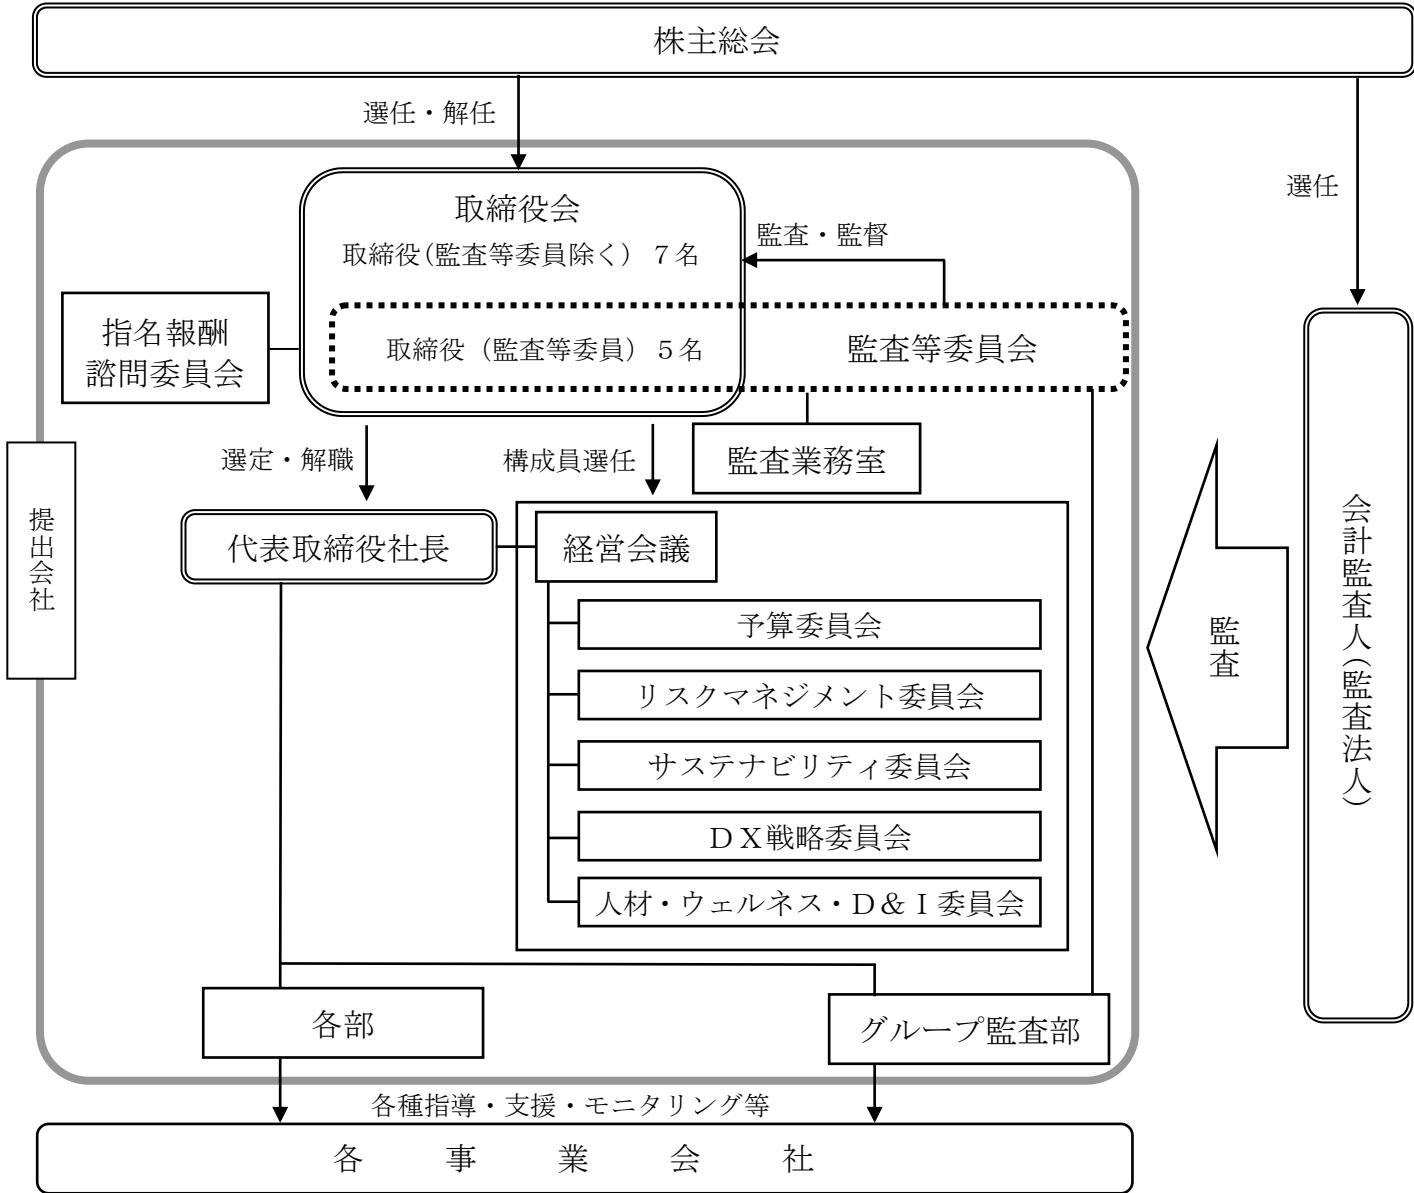 株主総会
選任・解任
選任
取締役会
取締役(監査等委員除く) 7名
監査・監督
指名報酬
諮問委員会
取締役(監査等委員)5名
監査等委員会
選定・解職
構成員選任
監査業務室
提出会社
代表取締役社長
経営会議
予算委員会
リスクマネジメント委員会
サステナビリティ委員会
DX戦略委員会
人材・ウェルネス・D&I委員会
監査
会計監査人(監査法人)
各部
グループ監査部
各種指導・支援・モニタリング等
各 事 業 会 社